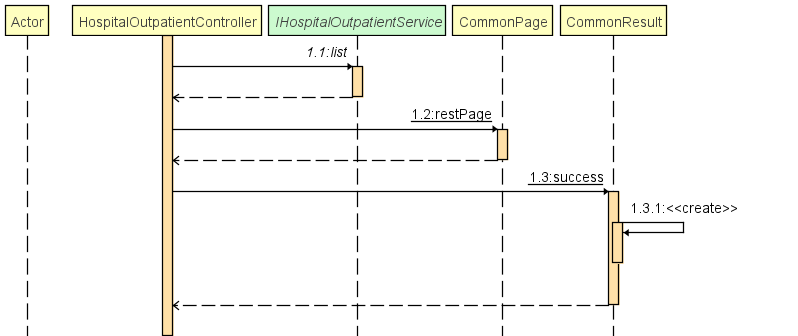 Actor
HospitalOutpatientController
IHospitalOutpatientService
CommonPage
CommonResult
1.1:list
1.2:restPage
1.3:success
1.3.1:<<create>>